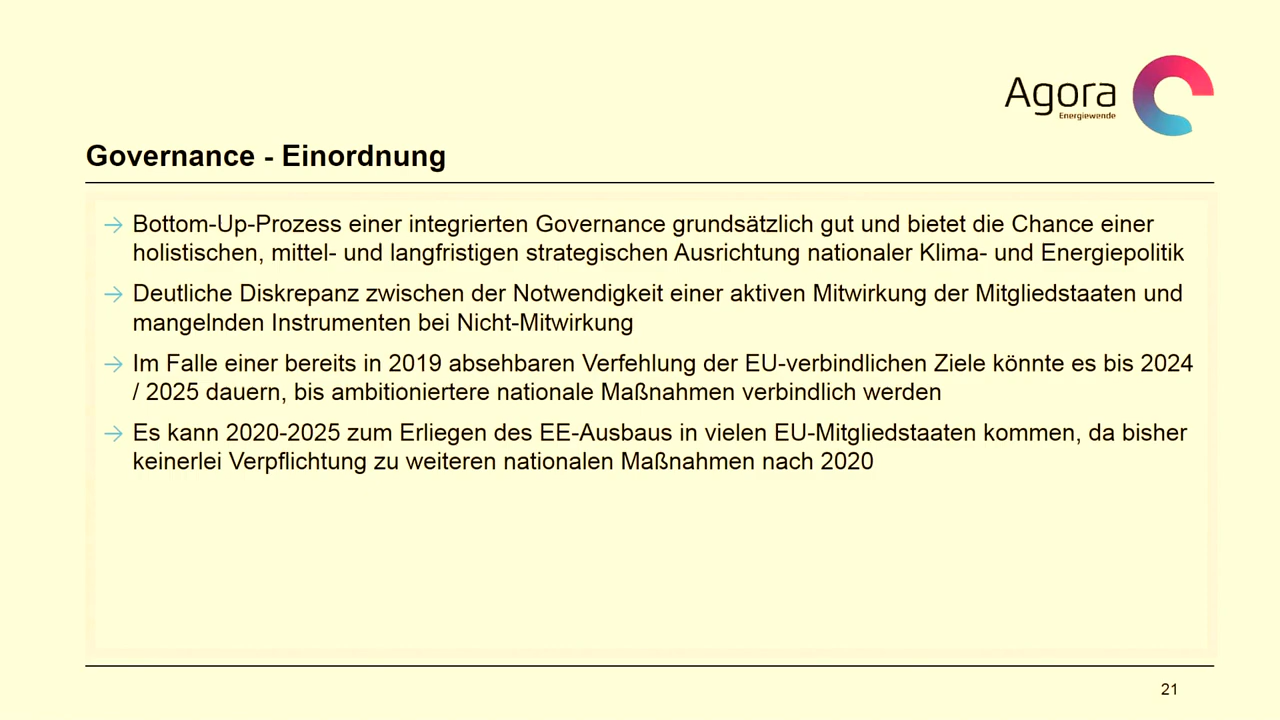 Agora
Energiewende
Governance - Einordnung
→ Bottom-Up-Prozess einer integrierten Governance grundsätzlich gut und bietet die Chance einer
holistischen, mittel- und langfristigen strategischen Ausrichtung nationaler Klima- und Energiepolitik
→ Deutliche Diskrepanz zwischen der Notwendigkeit einer aktiven Mitwirkung der Mitgliedstaaten und
mangelnden Instrumenten bei Nicht-Mitwirkung
→ Im Falle einer bereits in 2019 absehbaren Verfehlung der EU-verbindlichen Ziele könnte es bis 2024
/ 2025 dauern, bis ambitioniertere nationale Maßnahmen verbindlich werden
→ Es kann 2020-2025 zum Erliegen des EE-Ausbaus in vielen EU-Mitgliedstaaten kommen, da bisher
keinerlei Verpflichtung zu weiteren nationalen Maßnahmen nach 2020
21